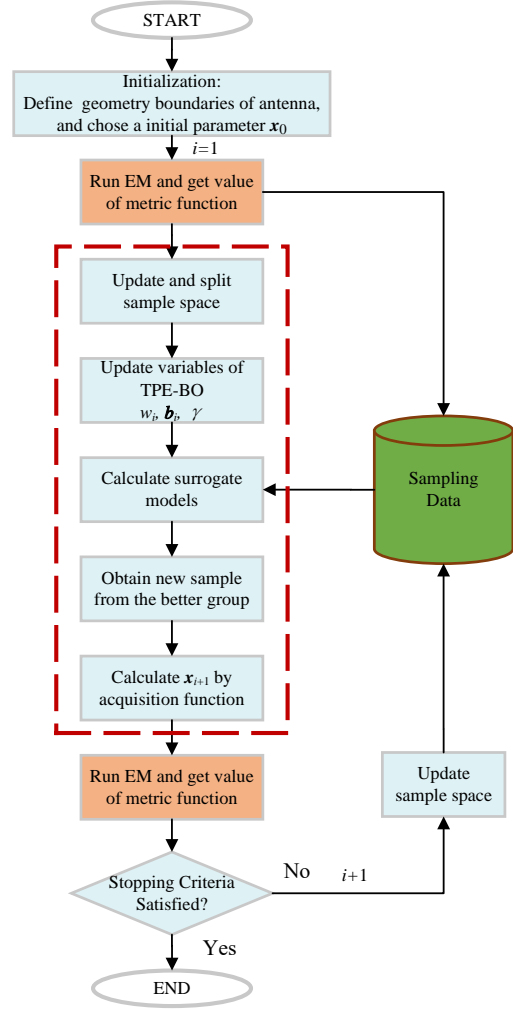 START
Initialization:
Define geometry boundaries of antenna,
and chose a initial parameter x0
i=1
Run EM and get value
of metric function
Update and split
sample space
Update variables of
TPE-BO
wi, bi, γ
Calculate surrogate
models
Sampling
Data
Obtain new sample
from the better group
Calculate xi+1 by
acquisition function
Run EM and get value
of metric function
Update
sample space
Stopping Criteria
Satisfied?
No
i+1
Yes
END